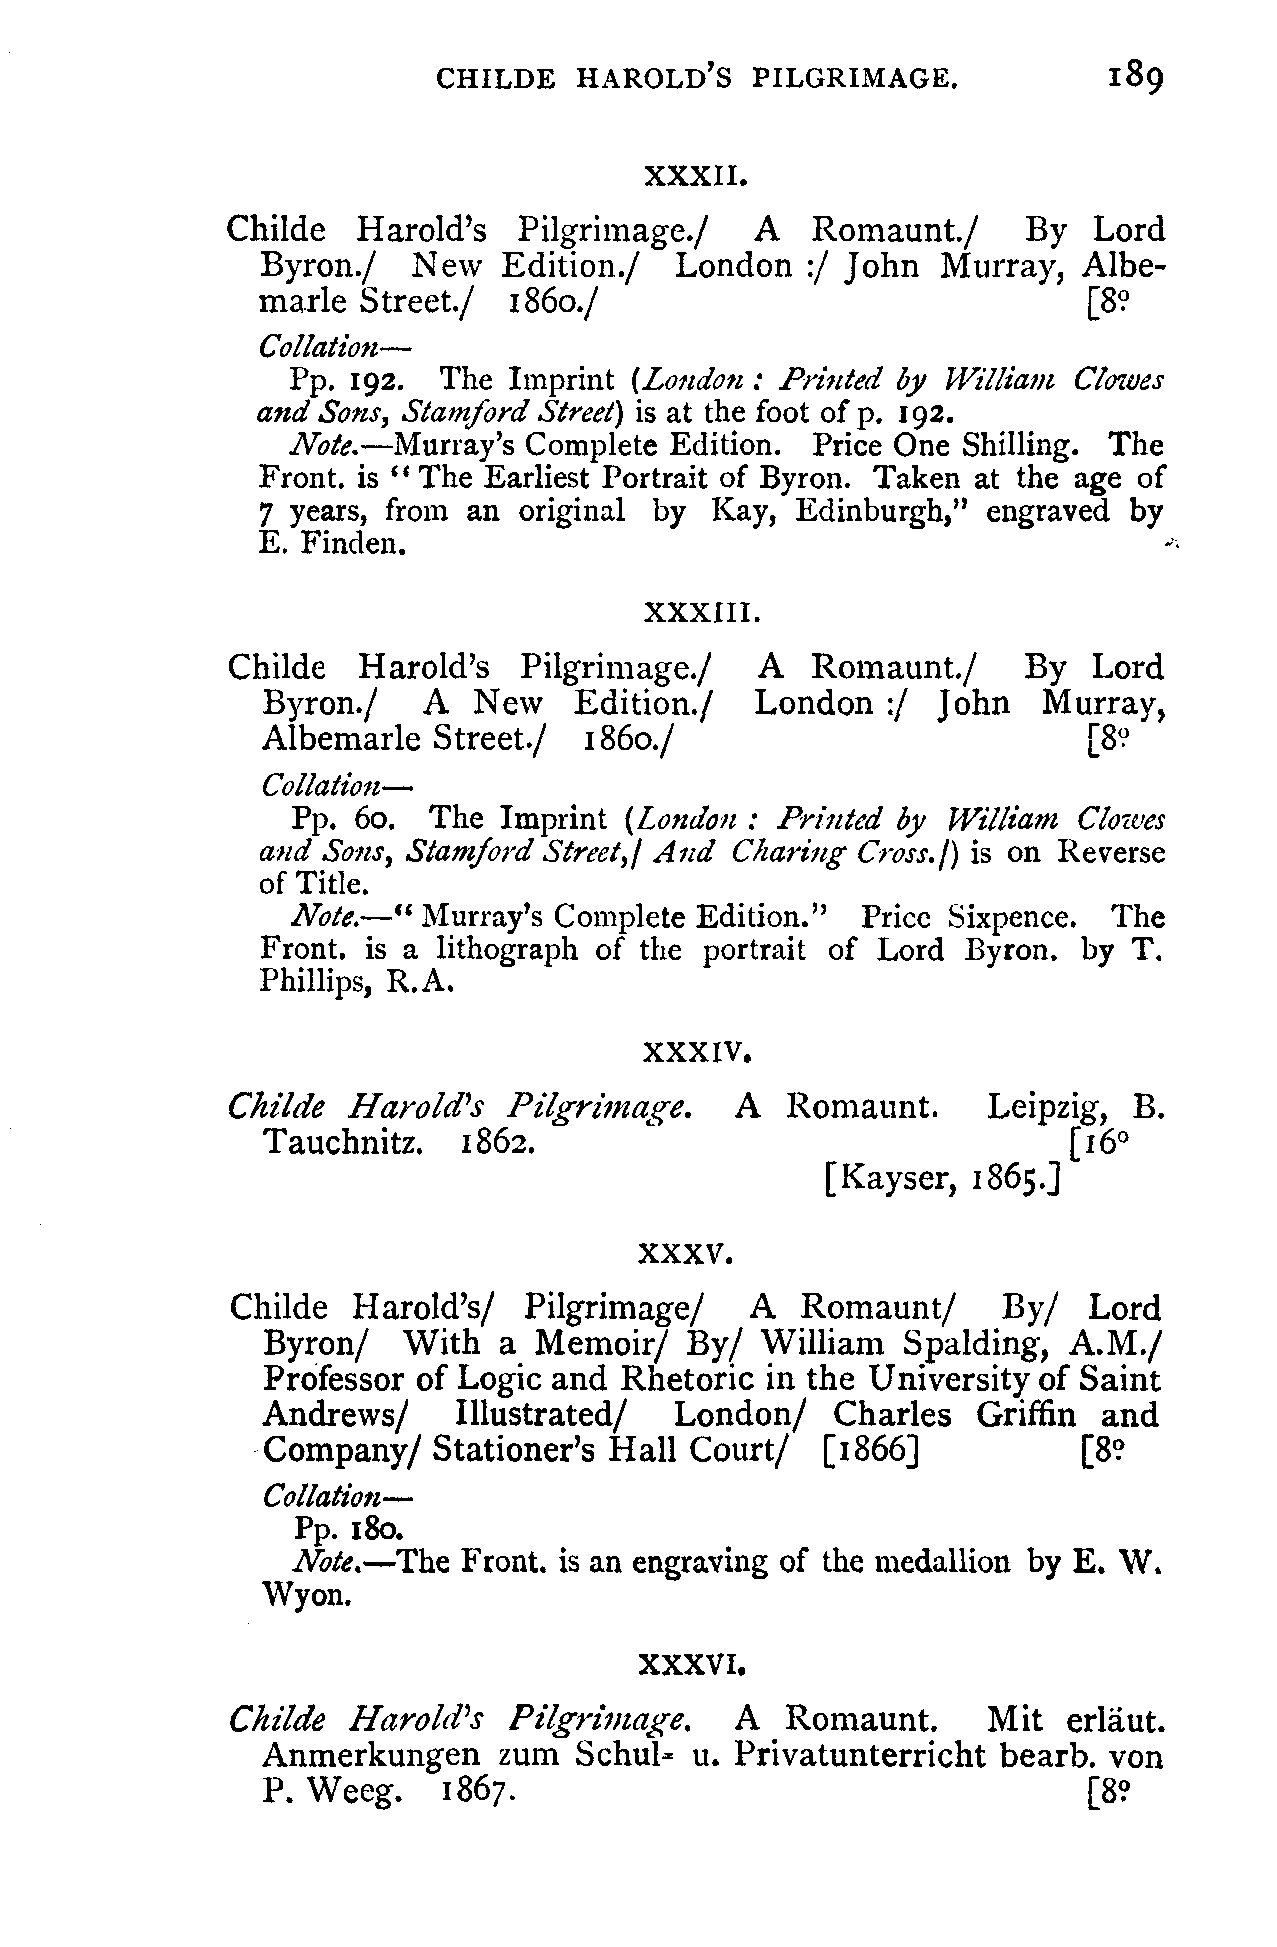 CHILDE HAROLD'S PILGRIMAGE. 189
XXXII.
Childe Harold's Pilgrimage./ A Romaunt./ By Lord
Byron./ New Edition./ London :/ John Murray, Albe-
marle Street./ 1860./ [8º
Collation—
Pp. 192. The Imprint (London : Printed by William Clowes
and Sons, Stamford Street) is at the foot of p. 192.
Note.—Murray's Complete Edition. Price One Shilling. The
Front. is "The Earliest Portrait of Byron. Taken at the age of
7 years, from an original by Kay, Edinburgh," engraved by
E. Finden.
XXXIII.
Childe Harold's Pilgrimage./ A Romaunt./ By Lord
Byron./ A New Edition./ London :/ John Murray,
Albemarle Street./ 1860./ [8º
Collation—
Pp. 60. The Imprint (London : Printed by William Clowes
and Sons, Stamford Street,/ And Charing Cross./) is on Reverse
of Title.
Note.—"Murray's Complete Edition." Price Sixpence. The
Front. is a lithograph of the portrait of Lord Byron. by T.
Phillips, R.A.
XXXIV.
Childe Harold's Pilgrimage. A Romaunt. Leipzig, B.
Tauchnitz. 1862. [16º
[Kayser, 1865.]
XXXV.
Childe Harold's/ Pilgrimage/ A Romaunt/ By/ Lord
Byron/ With a Memoir/ By/ William Spalding, A.M./
Professor of Logic and Rhetoric in the University of Saint
Andrews/ Illustrated/ London/ Charles Griffin and
Company/ Stationer's Hall Court/ [1866] [8º
Collation—
Pp. 180.
Note.—The Front. is an engraving of the medallion by E. W.
Wyon.
XXXVI.
Childe Harold's Pilgrimage. A Romaunt. Mit erläut.
Anmerkungen zum Schul- u. Privatunterricht bearb. von
P. Weeg. 1867. [8º